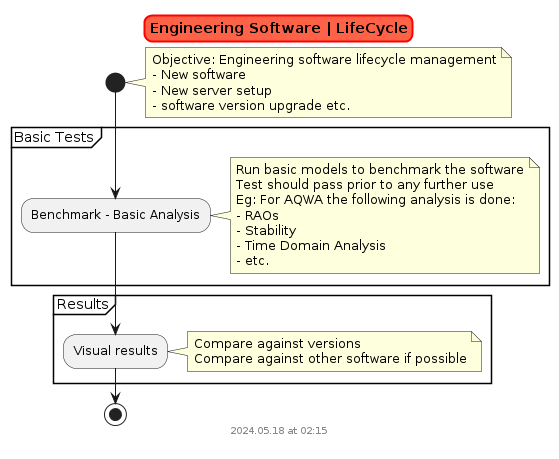 Engineering Software | LifeCycle
Objective: Engineering software lifecycle management
- New software
- New server setup
- software version upgrade etc.
Basic Tests
Run basic models to benchmark the software
Test should pass prior to any further use
Eg: For AQWA the following analysis is done:
- RAOs
- Stability
- Time Domain Analysis
- etc.
Benchmark - Basic Analysis
Results
Visual results
Compare against versions
Compare against other software if possible
2024.05.18 at 02:15